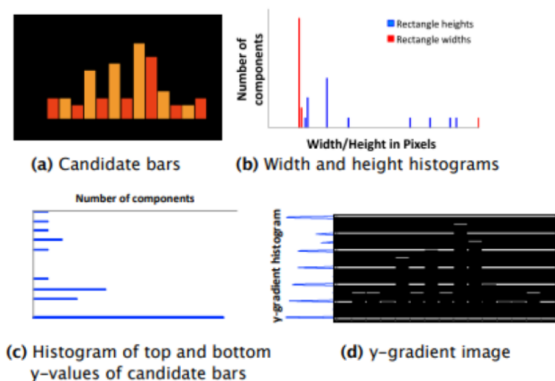 Number of
components
Rectangle heights
Rectangle widths
Width/Height in Pixels
(a) Candidate bars
(b) Width and height histograms
Number of components
y-gradient histogram
(c) Histogram of top and bottom
y-values of candidate bars
(d) y-gradient image